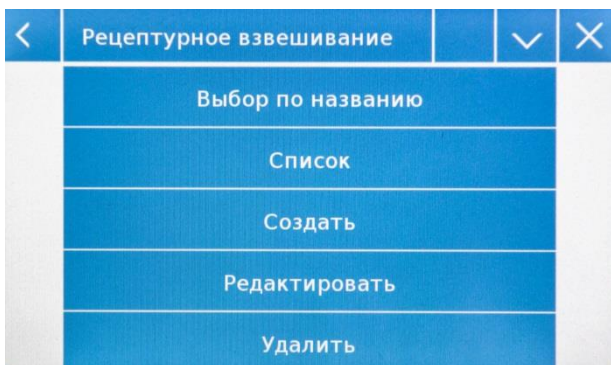 Рецептурное взвешивание
Выбор по названию
Список
Создать
Редактировать
Удалить